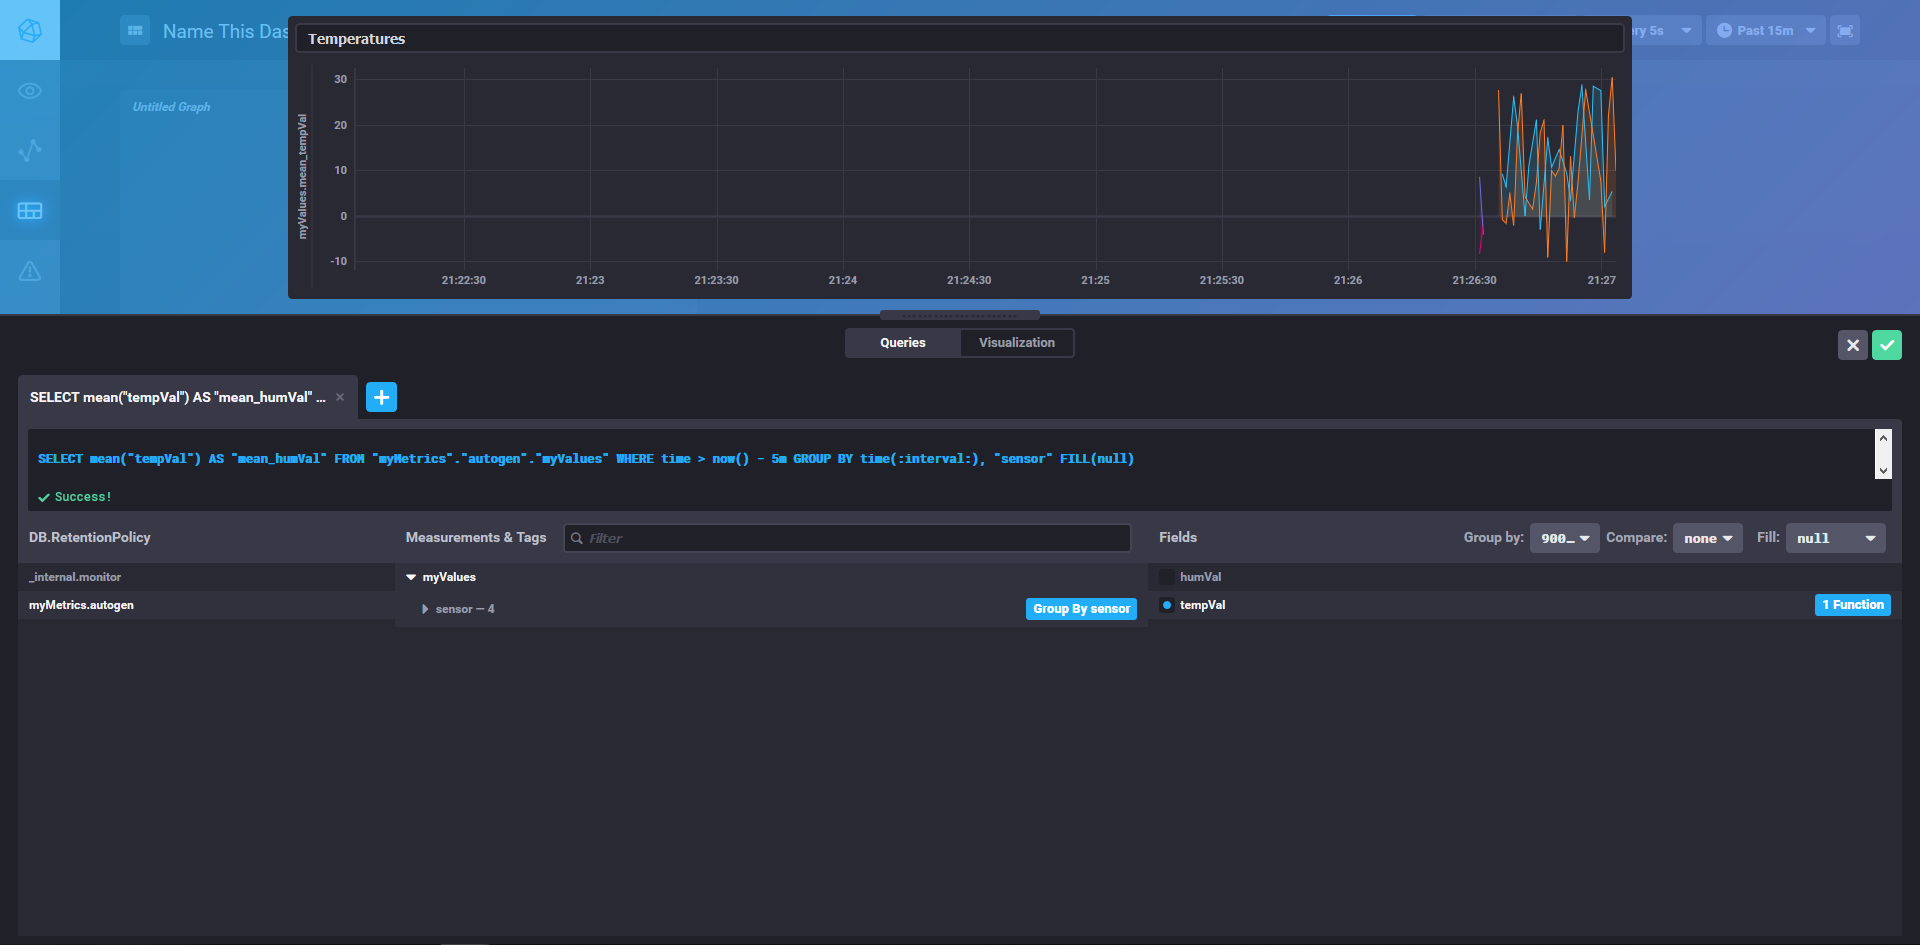 Name This Das
ry 5s
Past 15m
Untitled Graph
Temperatures
myValues.mean_tempVal
30
20
10
0
-10
21:22:30
21:23
21:23:30
21:24
21:24:30
21:25
21:25:30
21:26
21:26:30
21:27
Queries
Visualization
SELECT mean("tempVal") AS "mean_humVal" ...
SELECT mean("tempVal") AS "mean_humVal" FROM "myMetrics"."autogen"."myValues" WHERE time > now() - 5m GROUP BY time(:interval:), "sensor" FILL(null)
Success!
DB.RetentionPolicy
Measurements & Tags
Filter
Fields
Group by:
900…
Compare:
none
Fill:
null
_internal.monitor
myMetrics.autogen
myValues
sensor — 4
Group By sensor
humVal
tempVal
1 Function